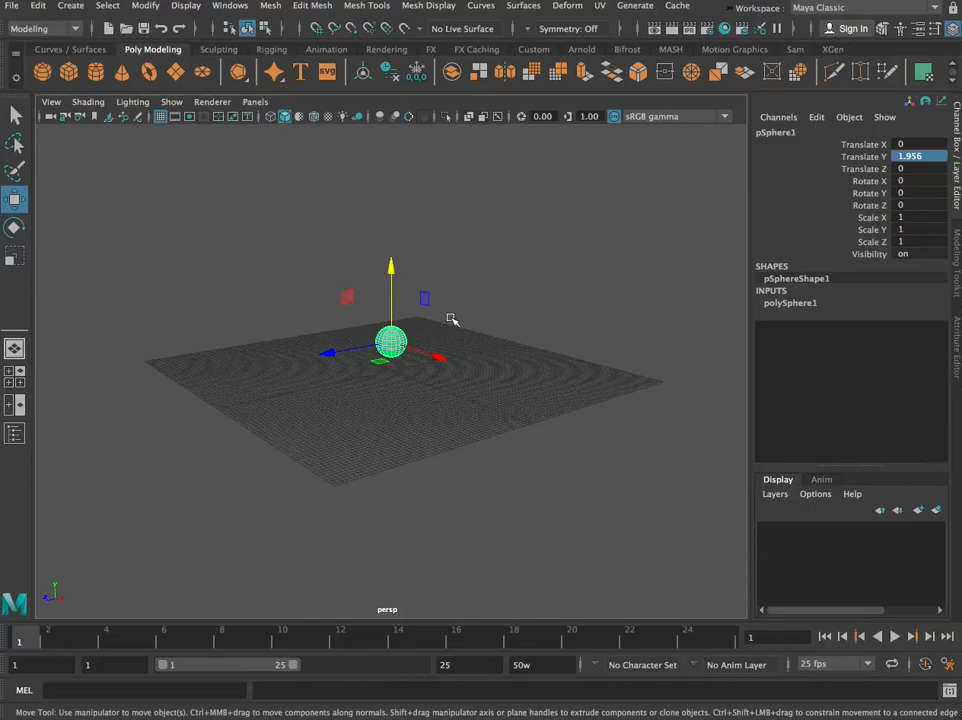 File Edit Create Select Modify Display Windows Mesh Edit Mesh Mesh Tools Mesh Display Curves Surfaces Deform UV Generate Cache
Workspace: Maya Classic
Modeling No Live Surface Symmetry: Off Sign In
Curves / Surfaces Poly Modeling Sculpting Rigging Animation Rendering FX FX Caching Custom Arnold Bifrost MASH Motion Graphics Sam XGen
T SVG 0,0,0
View Shading Lighting Show Renderer Panels
0.00 1.00 sRGB gamma
Channels Edit Object Show
pSphere1
Translate X 0
Translate Y 1.956
Translate Z 0
Rotate X 0
Rotate Y 0
Rotate Z 0
Scale X 1
Scale Y 1
Scale Z 1
Visibility on
SHAPES
pSphereShape1
INPUTS
polySphere1
Channel Box / Layer Editor
Modeling Toolkit
Attribute Editor
Display Anim
Layers Options Help
y
z x
persp
2 4 6 8 10 12 14 16 18 20 22 24
1
1
1 1 1 25 25 50w No Character Set No Anim Layer 25 fps
MEL
Move Tool: Use manipulator to move object(s). Ctrl+MMB+drag to move components along normals. Shift+drag manipulator axis or plane handles to extrude components or clone objects. Ctrl+Shift+LMB+drag to constrain movement to a connected edge